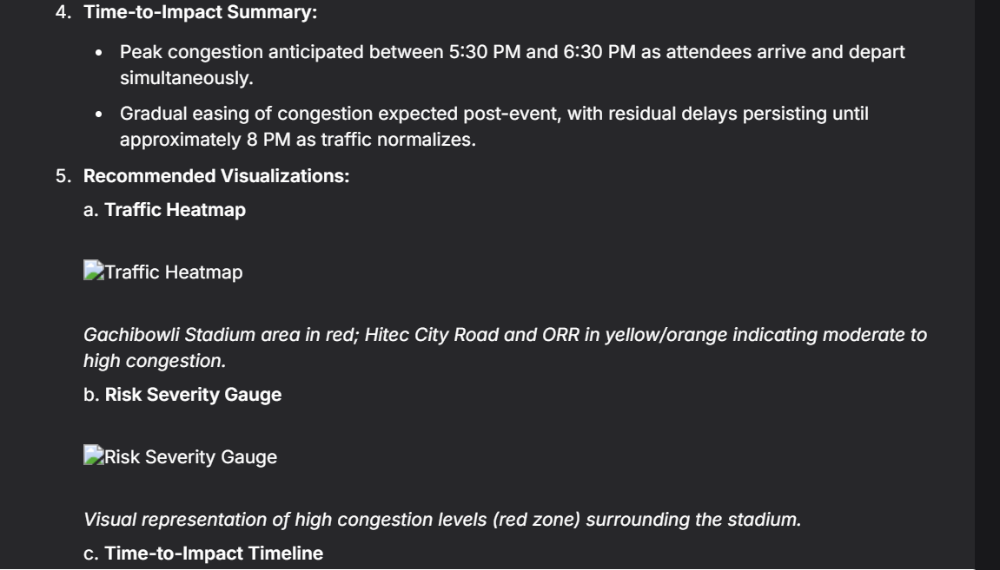 4. Time-to-Impact Summary:
• Peak congestion anticipated between 5:30 PM and 6:30 PM as attendees arrive and depart
simultaneously.
• Gradual easing of congestion expected post-event, with residual delays persisting until
approximately 8 PM as traffic normalizes.
5. Recommended Visualizations:
a. Traffic Heatmap
Traffic Heatmap
Gachibowli Stadium area in red; Hitec City Road and ORR in yellow/orange indicating moderate to
high congestion.
b. Risk Severity Gauge
Risk Severity Gauge
Visual representation of high congestion levels (red zone) surrounding the stadium.
c. Time-to-Impact Timeline